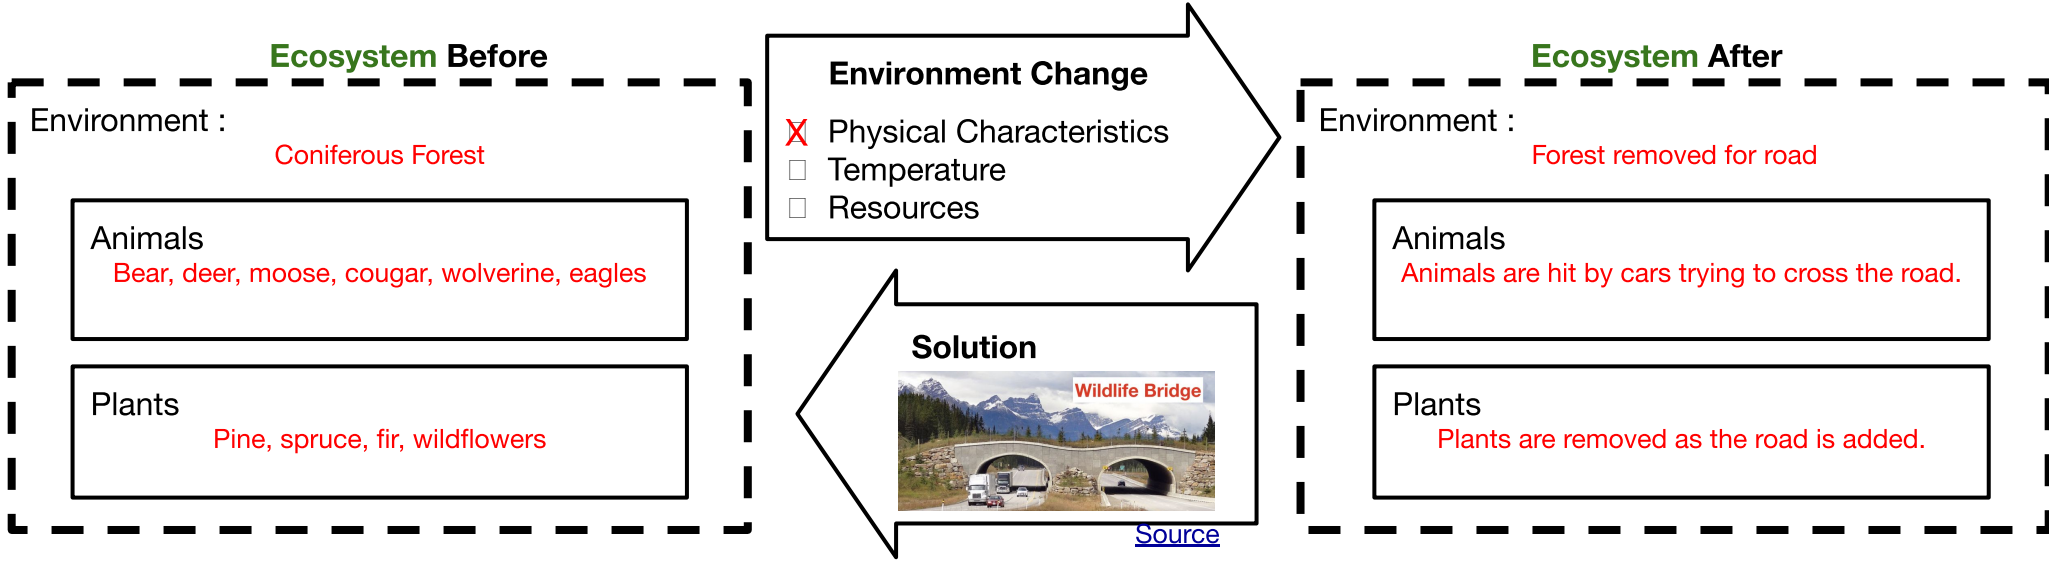 Ecosystem Before
Environment :
Coniferous Forest
Animals
Bear, deer, moose, cougar, wolverine, eagles
Plants
Pine, spruce, fir, wildflowers
Environment Change
X Physical Characteristics
Temperature
Resources
Solution
Wildlife Bridge
Source
Ecosystem After
Environment :
Forest removed for road
Animals
Animals are hit by cars trying to cross the road.
Plants
Plants are removed as the road is added.